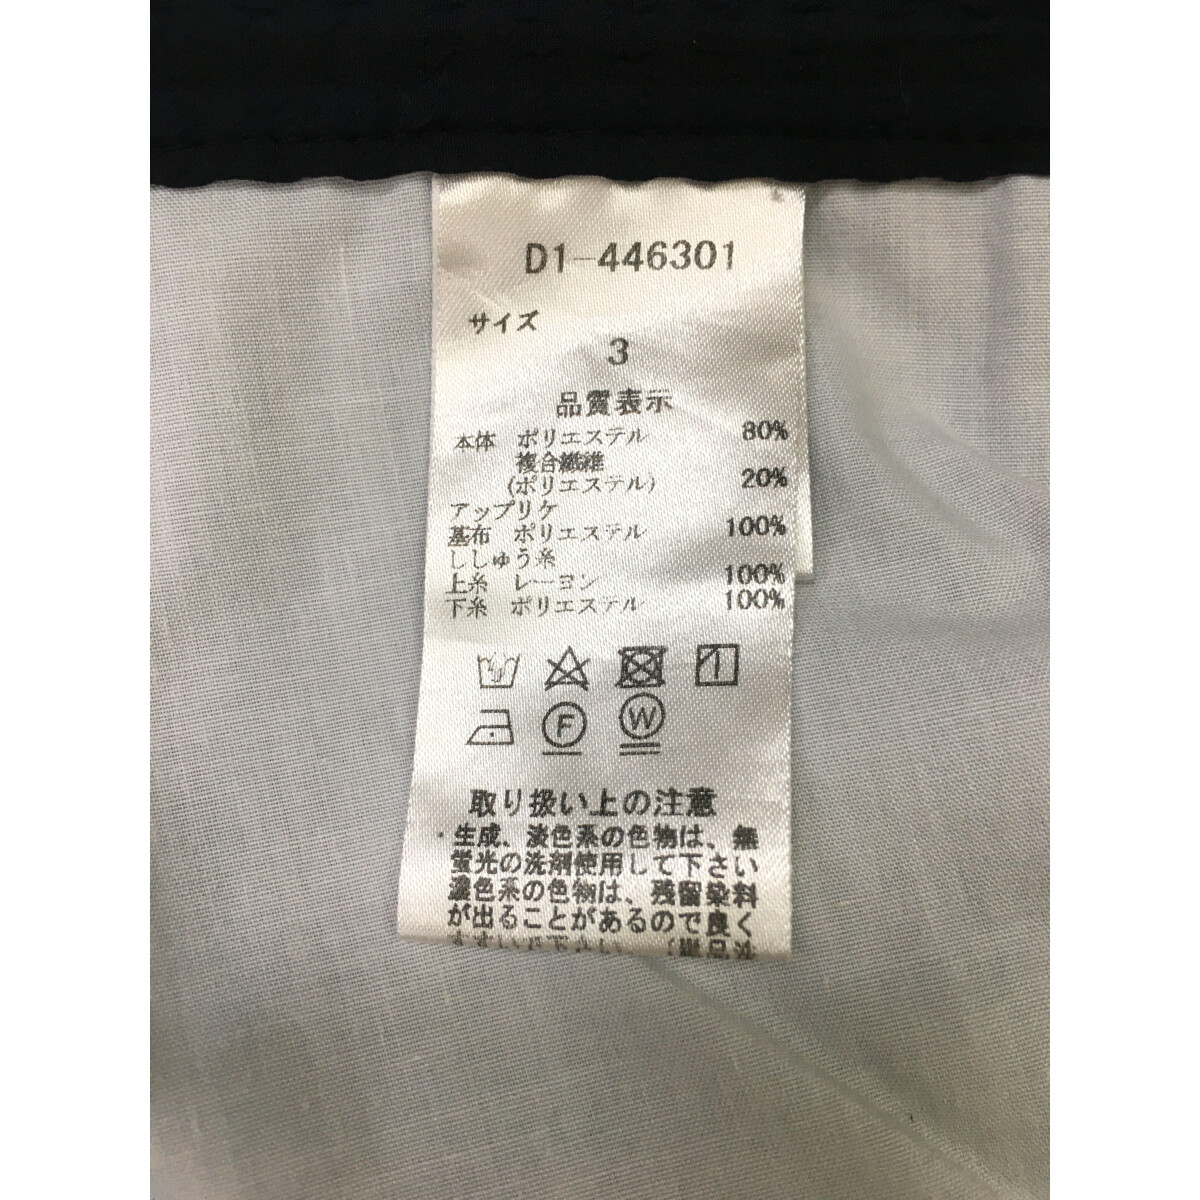 D1-446301
サイズ
3
品質表示
本体 ポリエステル 80%
複合繊維
(ポリエステル) 20%
アップリケ
基布 ポリエステル 100%
ししゅう糸
上糸 レーヨン 100%
下糸 ポリエステル 100%
F W
取り扱い上の注意
・生成、淡色系の色物は、無
蛍光の洗剤使用して下さい
濃色系の色物は、残留染料
が出ることがあるので良く